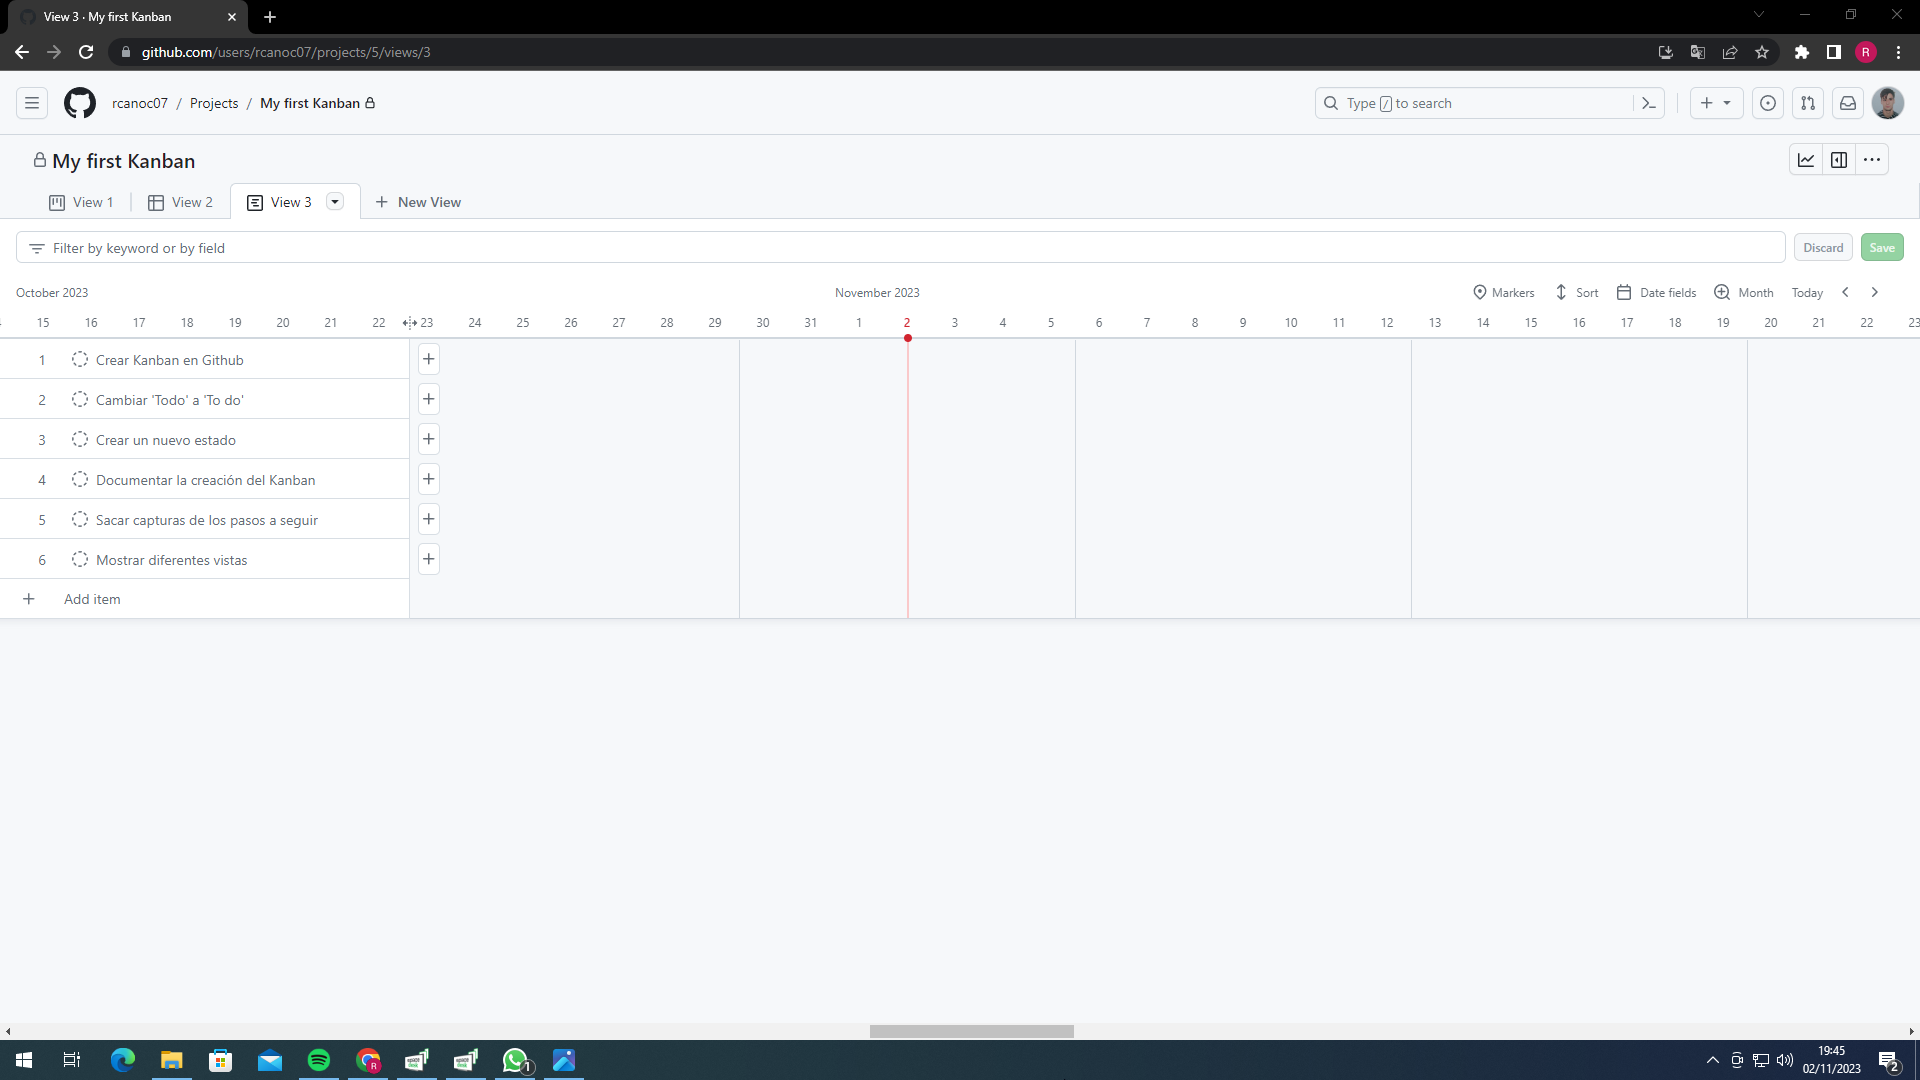 View 3 · My first Kanban
github.com/users/rcanoc07/projects/5/views/3
R
rcanoc07 / Projects / My first Kanban
Type / to search
My first Kanban
View 1 View 2 View 3 New View
Filter by keyword or by field
Discard Save
October 2023 November 2023 Markers Sort Date fields Month Today
15 16 17 18 19 20 21 22 23 24 25 26 27 28 29 30 31 1 2 3 4 5 6 7 8 9 10 11 12 13 14 15 16 17 18 19 20 21 22 23
1 Crear Kanban en Github
2 Cambiar 'Todo' a 'To do'
3 Crear un nuevo estado
4 Documentar la creación del Kanban
5 Sacar capturas de los pasos a seguir
6 Mostrar diferentes vistas
+ Add item
R
1
19:45
02/11/2023
2